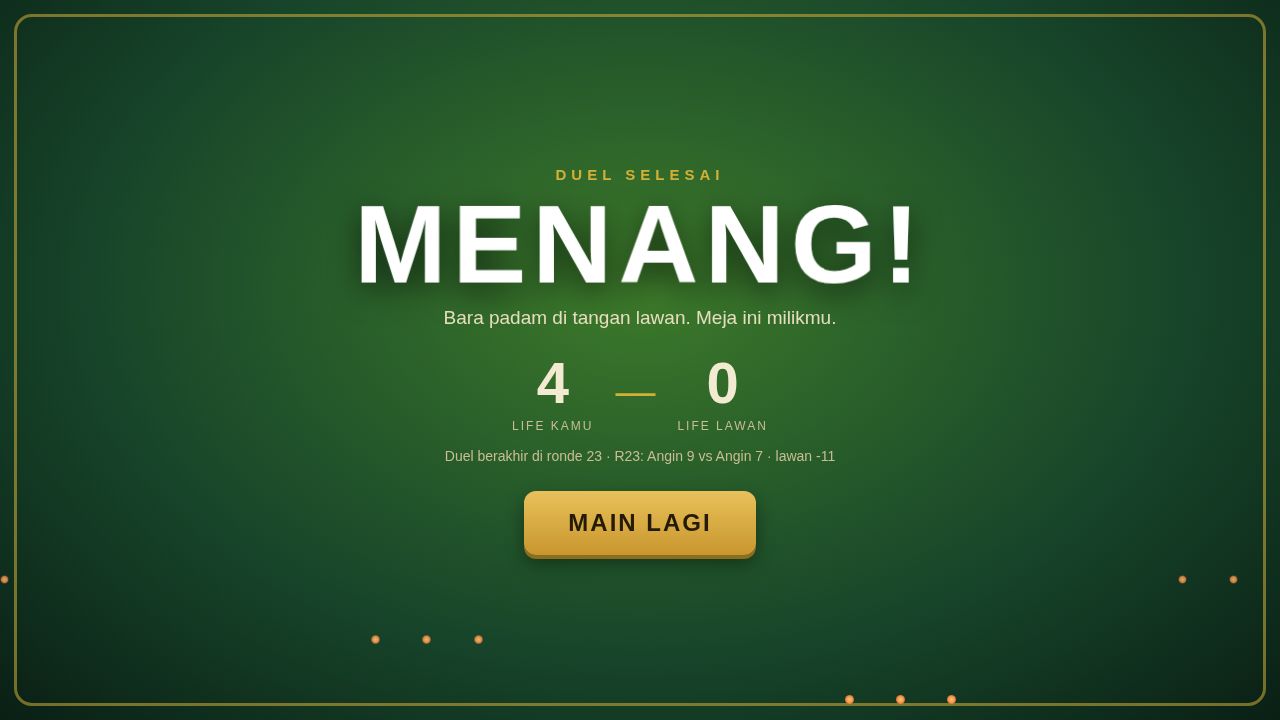 DUEL SELESAI
MENANG!
Bara padam di tangan lawan. Meja ini milikmu.
4 — 0
LIFE KAMU LIFE LAWAN
Duel berakhir di ronde 23 · R23: Angin 9 vs Angin 7 · lawan -11
MAIN LAGI